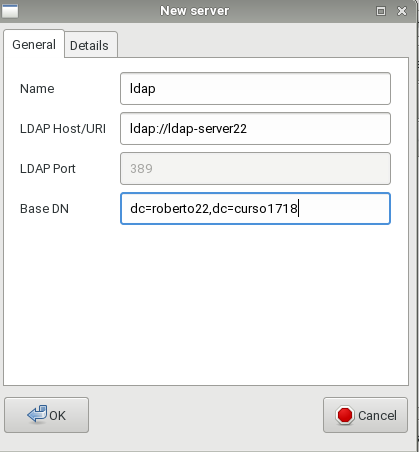 New server
General Details
Name ldap
LDAP Host/URI ldap://ldap-server22
LDAP Port 389
Base DN dc=roberto22,dc=curso1718
OK Cancel